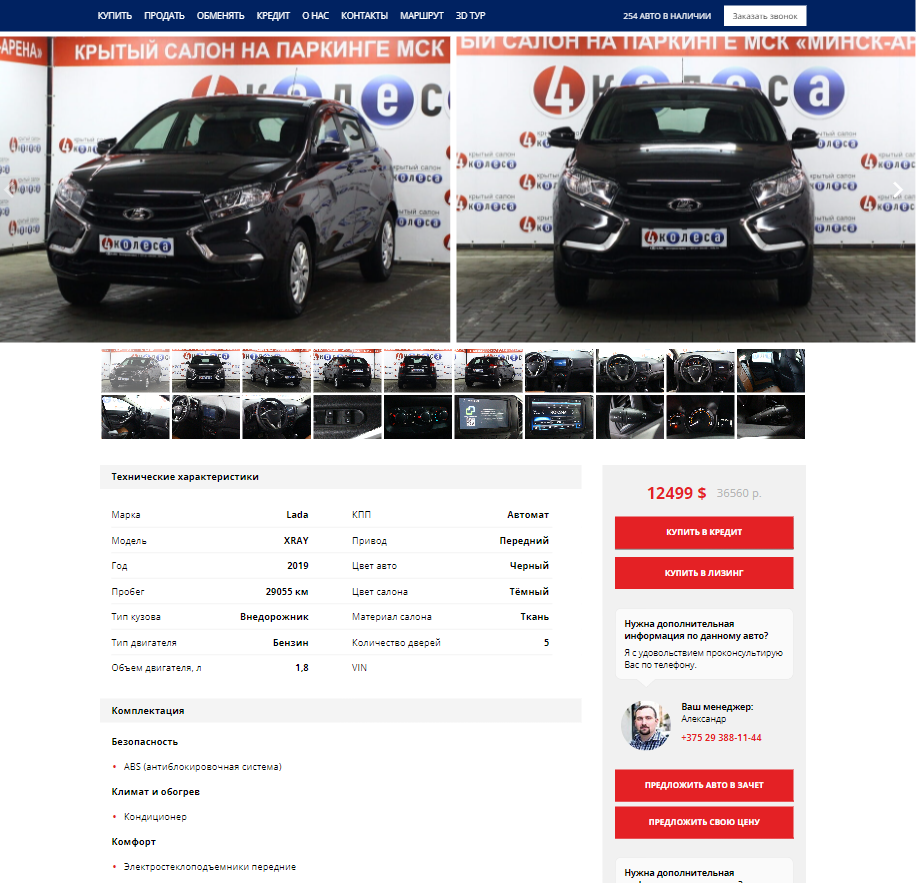 КУПИТЬ ПРОДАТЬ ОБМЕНЯТЬ КРЕДИТ О НАС КОНТАКТЫ МАРШРУТ 3D ТУР
254 АВТО В НАЛИЧИИ
Заказать звонок
-АРЕНА»
КРЫТЫЙ САЛОН НА ПАРКИНГЕ МСК
ЫЙ САЛОН НА ПАРКИНГЕ МСК «МИНСК-АР
4колеса
4колеса
Технические характеристики
Марка Lada
Модель XRAY
Год 2019
Пробег 29055 км
Тип кузова Внедорожник
Тип двигателя Бензин
Объем двигателя, л 1,8
КПП Автомат
Привод Передний
Цвет авто Черный
Цвет салона Тёмный
Материал салона Ткань
Количество дверей 5
VIN
Комплектация
Безопасность
• ABS (антиблокировочная система)
Климат и обогрев
• Кондиционер
Комфорт
• Электростеклоподъемники передние
12499 $ 36560 р.
КУПИТЬ В КРЕДИТ
КУПИТЬ В ЛИЗИНГ
Нужна дополнительная
информация по данному авто?
Я с удовольствием проконсультирую
Вас по телефону.
Ваш менеджер:
Александр
+375 29 388-11-44
ПРЕДЛОЖИТЬ АВТО В ЗАЧЕТ
ПРЕДЛОЖИТЬ СВОЮ ЦЕНУ
Нужна дополнительная